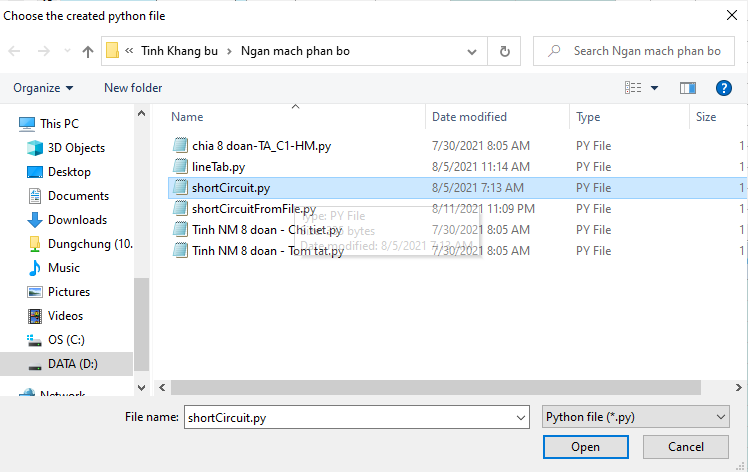 Choose the created python file
« Tinh Khang bu › Ngan mach phan bo
Search Ngan mach phan bo
Organize
New folder
This PC
3D Objects
Desktop
Documents
Downloads
Dungchung (10.
Music
Pictures
Videos
OS (C:)
DATA (D:)
Network
Name Date modified Type Size
chia 8 doan-TA_C1-HM.py 7/30/2021 8:05 AM PY File 1
lineTab.py 8/5/2021 11:14 AM PY File 1
shortCircuit.py 8/5/2021 7:13 AM PY File 1
shortCircuitFromFile.py 8/11/2021 11:09 PM PY File 1
Tinh NM 8 doan - Chi tiet.py 7/30/2021 8:05 AM PY File 1
Tinh NM 8 doan - Tom tat.py 7/30/2021 8:05 AM PY File 1
Type: PY File
bytes
Date modified: 8/5/2021 7:13 AM
File name: shortCircuit.py
Python file (*.py)
Open
Cancel